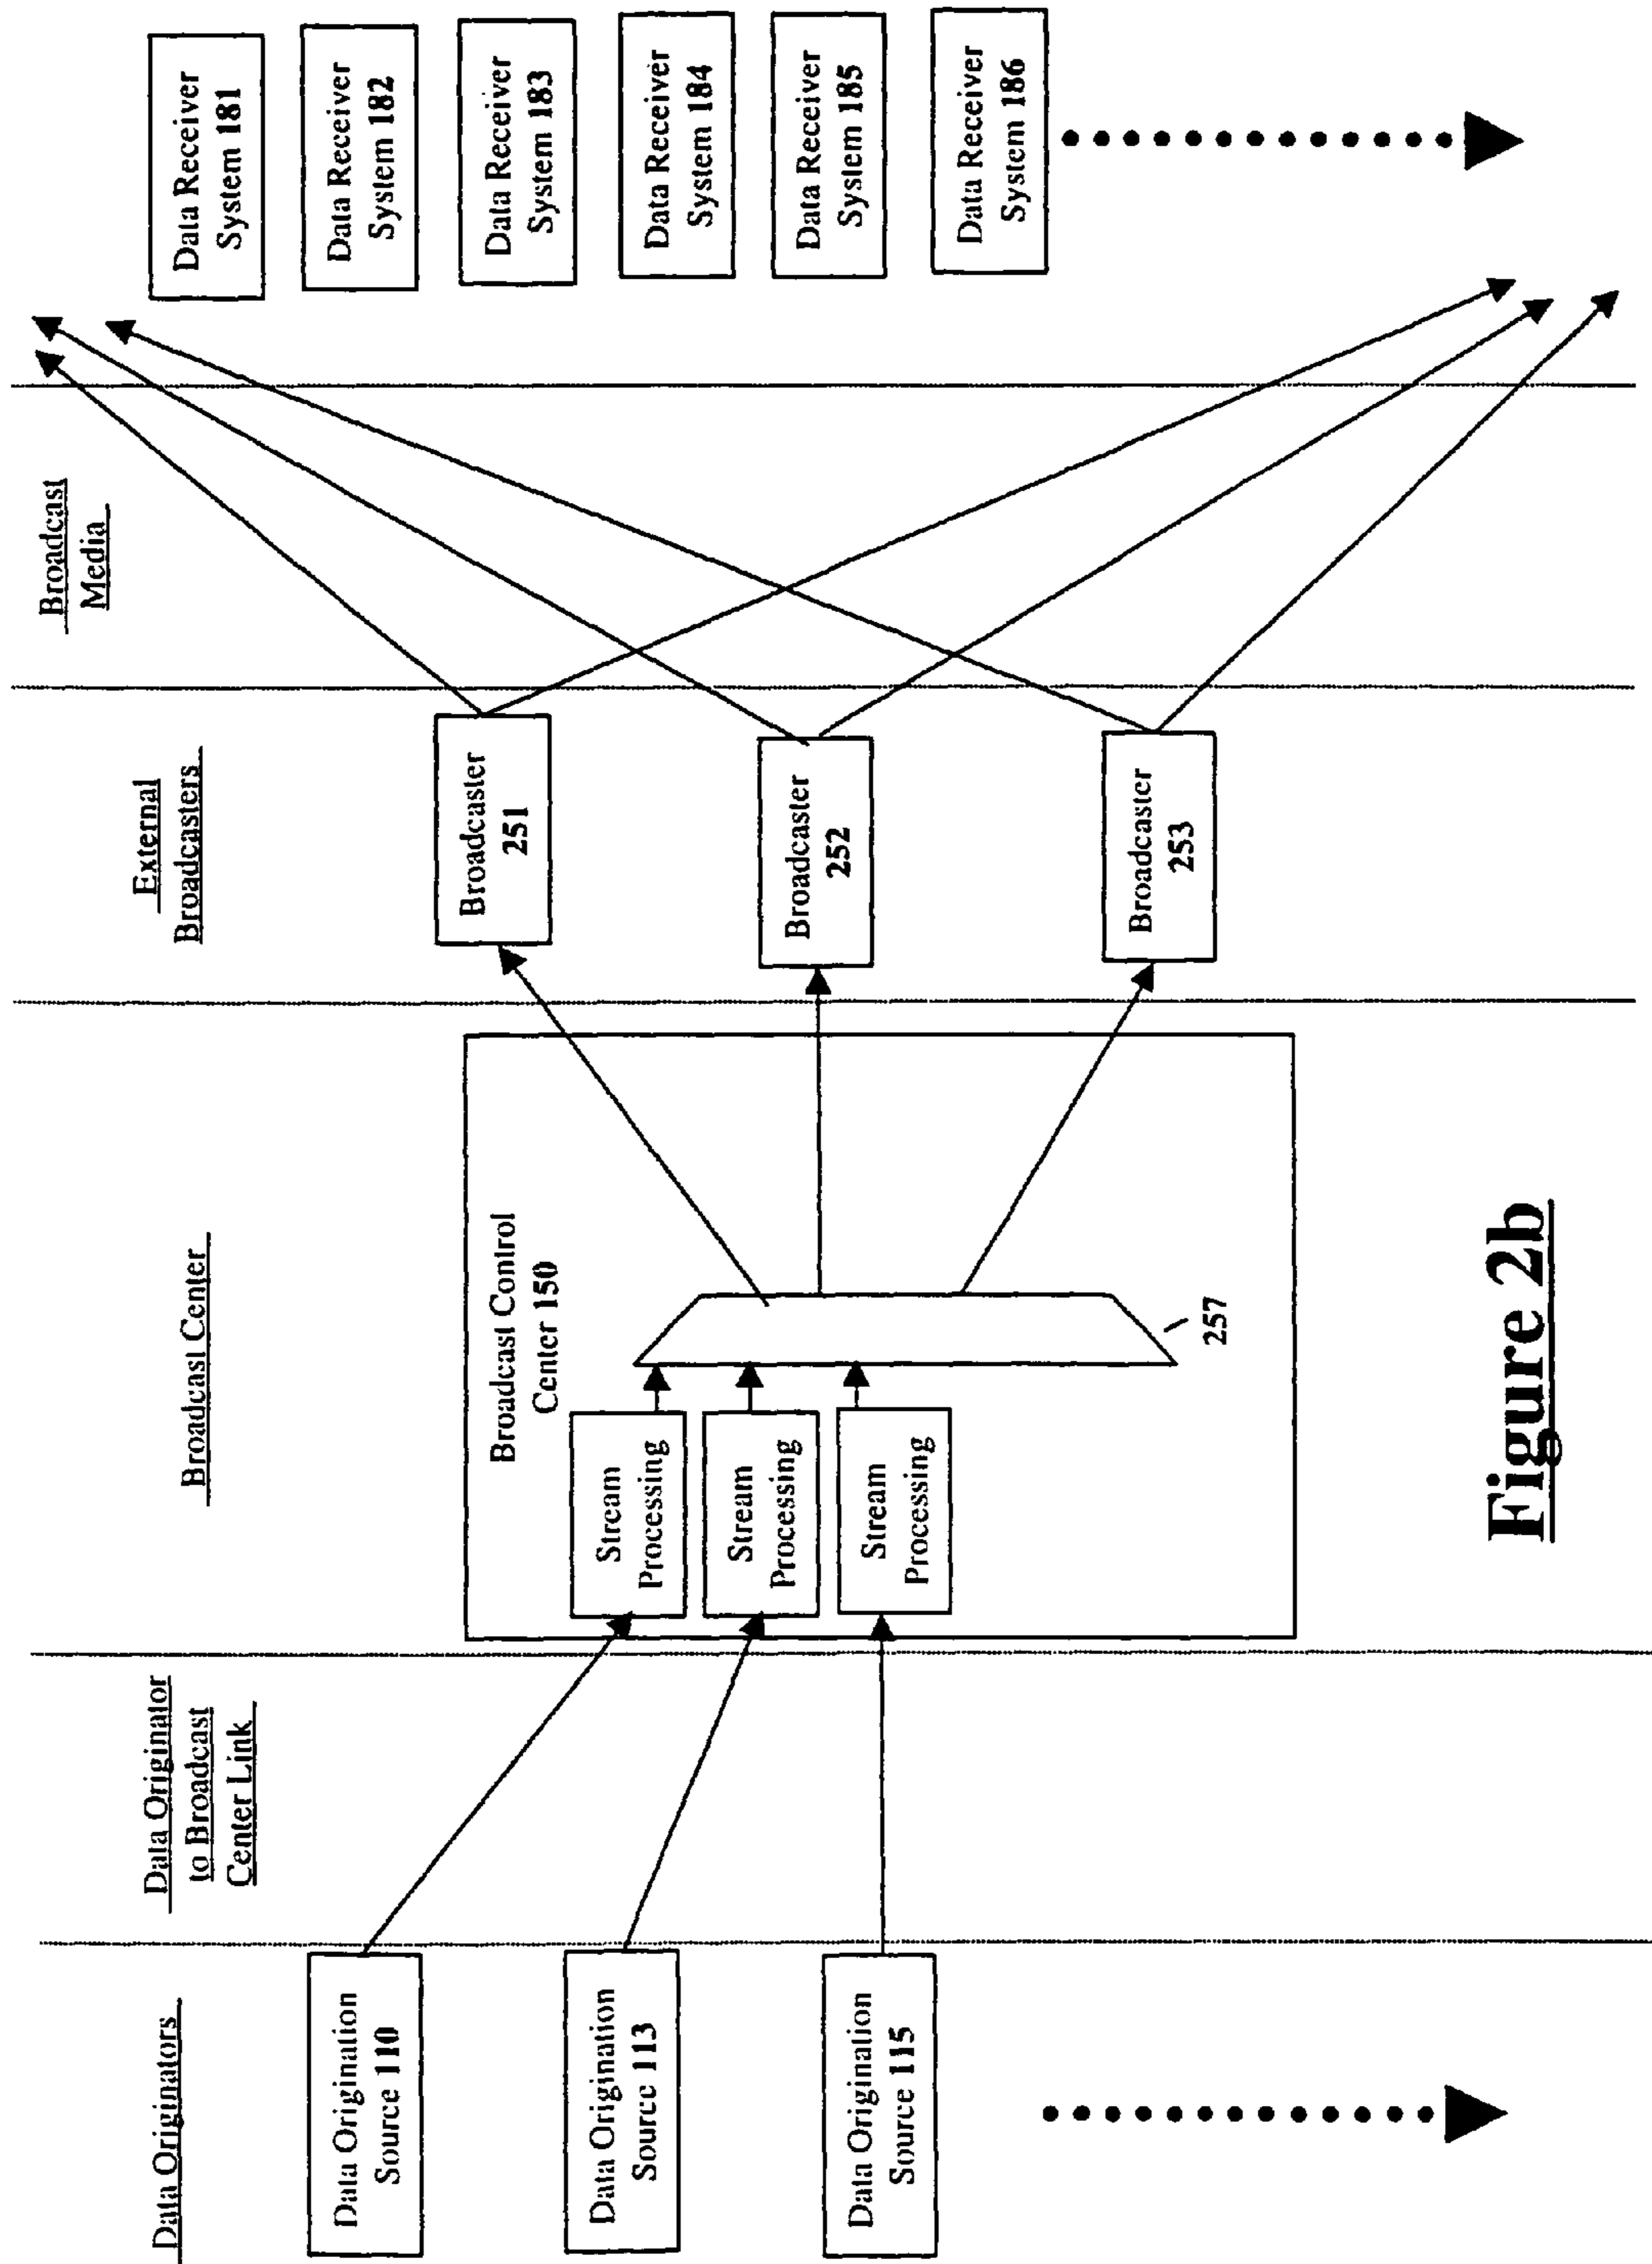 Data Originators
Data Originator
to Broadcast
Center Link
Broadcast Center
External
Broadcasters
Broadcast
Media
Data Origination
Source 110
Data Origination
Source 113
Data Origination
Source 115
Broadcast Control
Center 150
Stream
Processing
Stream
Processing
Stream
Processing
257
Broadcaster
251
Broadcaster
252
Broadcaster
253
Data Receiver
System 181
Data Receiver
System 182
Data Receiver
System 183
Data Receiver
System 184
Data Receiver
System 185
Data Receiver
System 186
Figure 2b